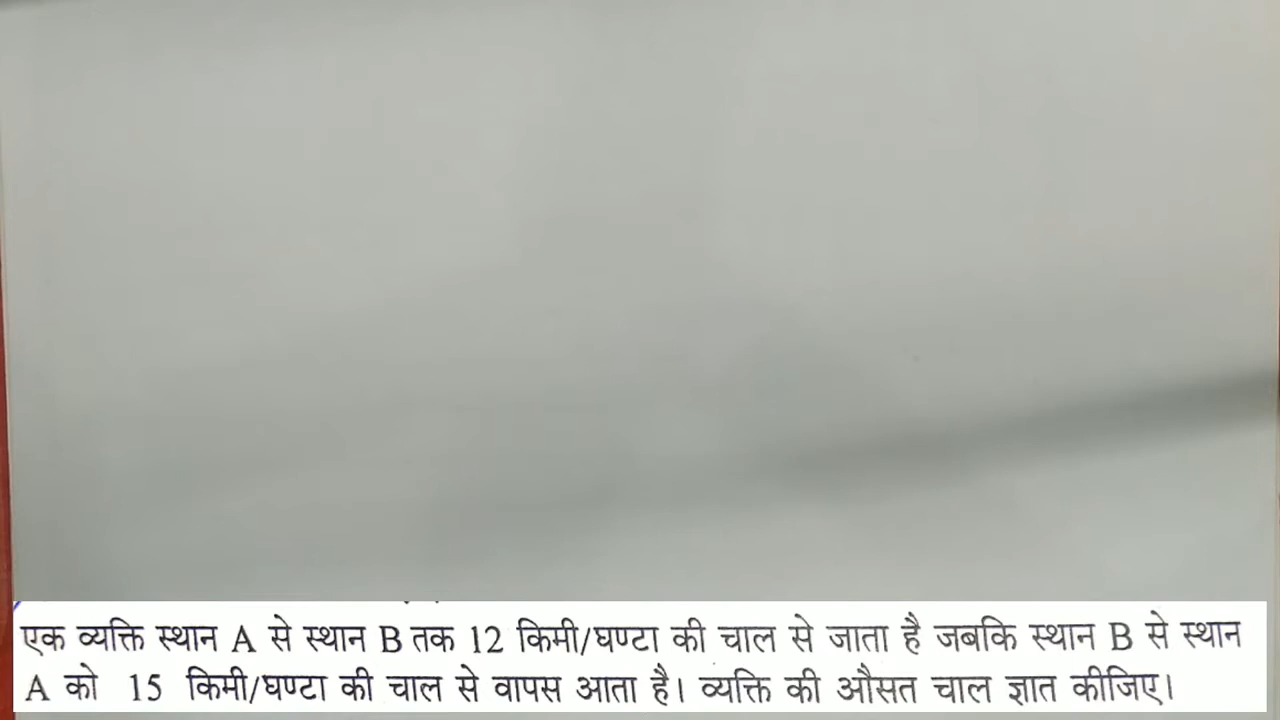 एक व्यक्ति स्थान A से स्थान B तक 12 किमी/घण्टा की चाल से जाता है जबकि स्थान B से स्थान
A को 15 किमी/घण्टा की चाल से वापस आता है। व्यक्ति की औसत चाल ज्ञात कीजिए।